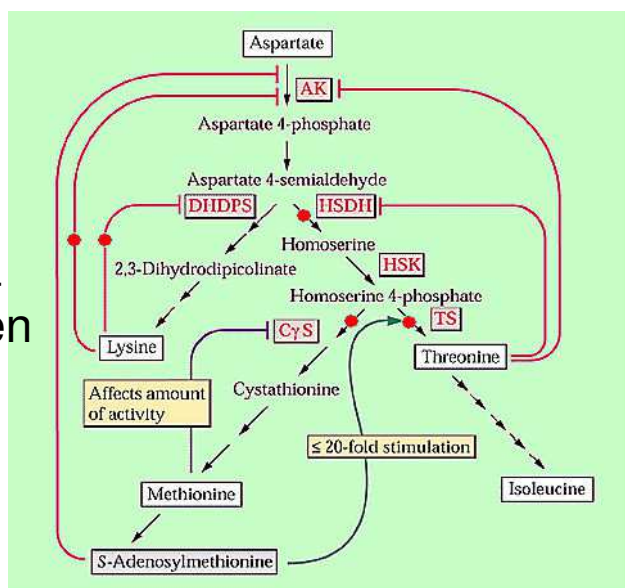 Aspartate
AK
Aspartate 4-phosphate
Aspartate 4-semialdehyde
DHDPS
HSDH
Homoserine
2,3-Dihydrodipicolinate
HSK
Homoserine 4-phosphate
en
CγS
TS
Lysine
Threonine
Affects amount
of activity
Cystathionine
≤ 20-fold stimulation
Methionine
Isoleucine
S-Adenosylmethionine